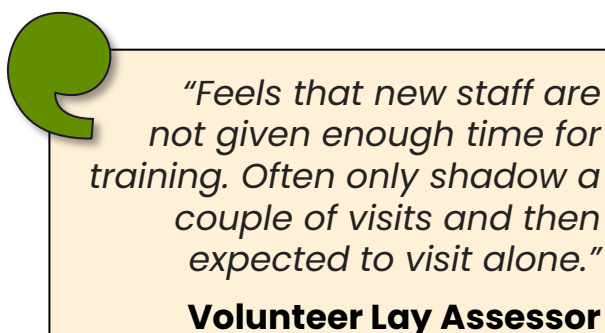 “Feels that new staff are
not given enough time for
training. Often only shadow a
couple of visits and then
expected to visit alone.”
Volunteer Lay Assessor